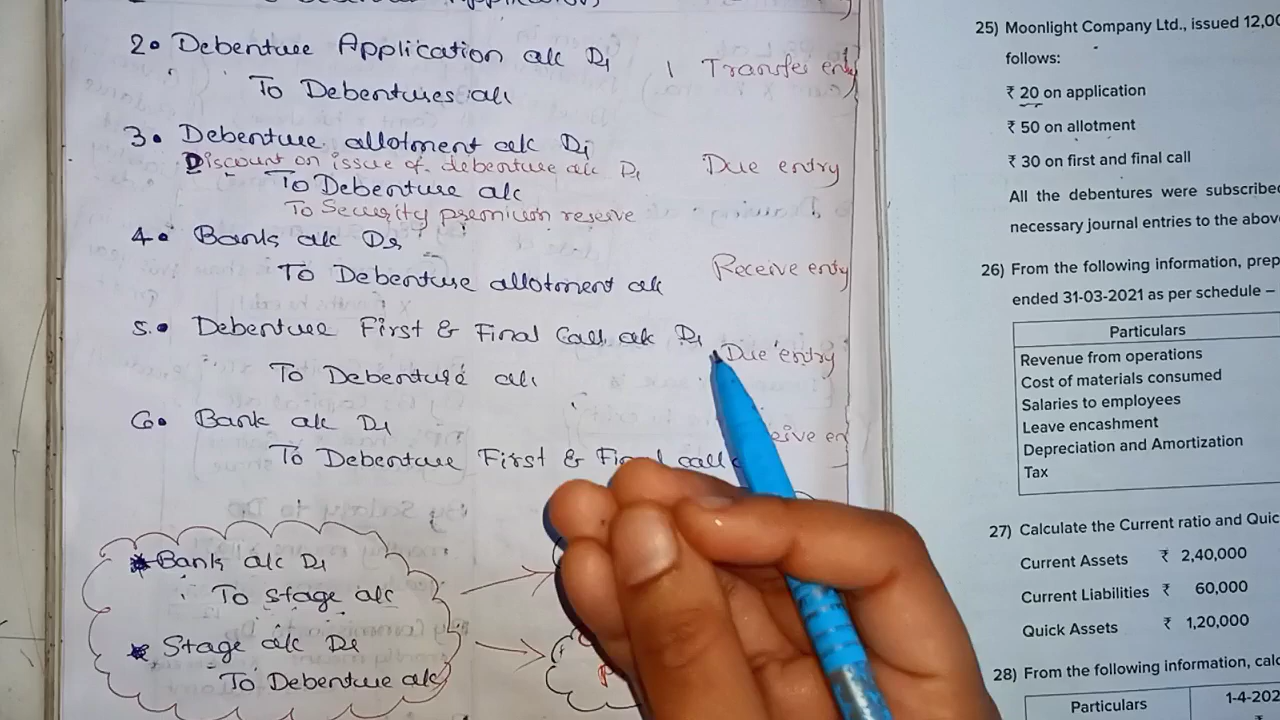 2. Debenture Application a/c Dr
Transfer entry
To Debentures a/c
3. Debenture allotment a/c Dr
Discount on issue of debenture a/c Dr
Due entry
To Debenture a/c
To Security premium reserve
4. Bank a/c Dr
Receive enty
To Debenture allotment a/c
5. Debenture First & Final Call a/c Dr
Due entry
To Debenture a/c
6. Bank a/c Dr
To Debenture First & Final call
* Bank a/c Dr
To Stage a/c
* Stage a/c Dr
To Debenture a/c
25) Moonlight Company Ltd., issued 12,00
follows:
₹ 20 on application
₹ 50 on allotment
₹ 30 on first and final call
All the debentures were subscribed
necessary journal entries to the above
26) From the following information, prep
ended 31-03-2021 as per schedule –
Particulars
Revenue from operations
Cost of materials consumed
Salaries to employees
Leave encashment
Depreciation and Amortization
Tax
27) Calculate the Current ratio and Quic
Current Assets ₹ 2,40,000
Current Liabilities ₹ 60,000
Quick Assets ₹ 1,20,000
28) From the following information, calc
Particulars 1-4-202
₹